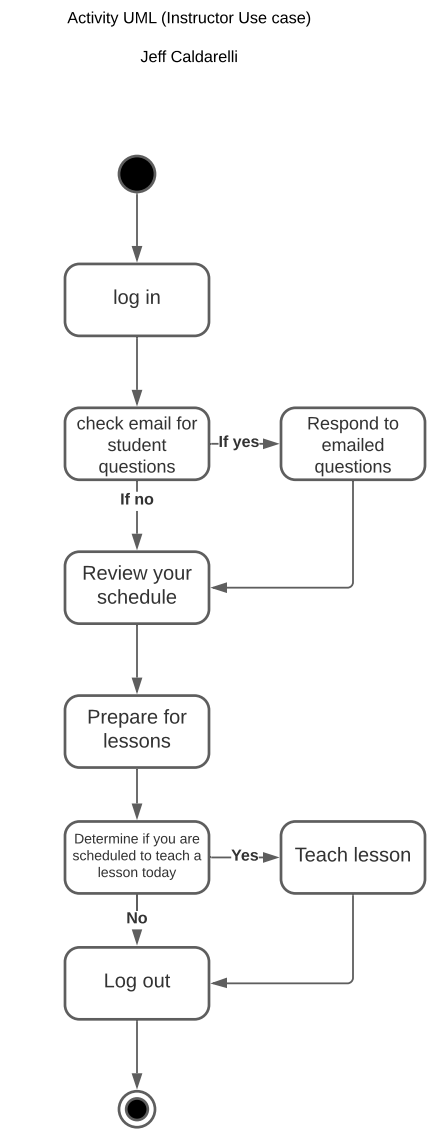 Activity UML (Instructor Use case)
Jeff Caldarelli
log in
check email for
student
questions
If yes
Respond to
emailed
questions
If no
Review your
schedule
Prepare for
lessons
Determine if you are
scheduled to teach a
lesson today
Yes
Teach lesson
No
Log out